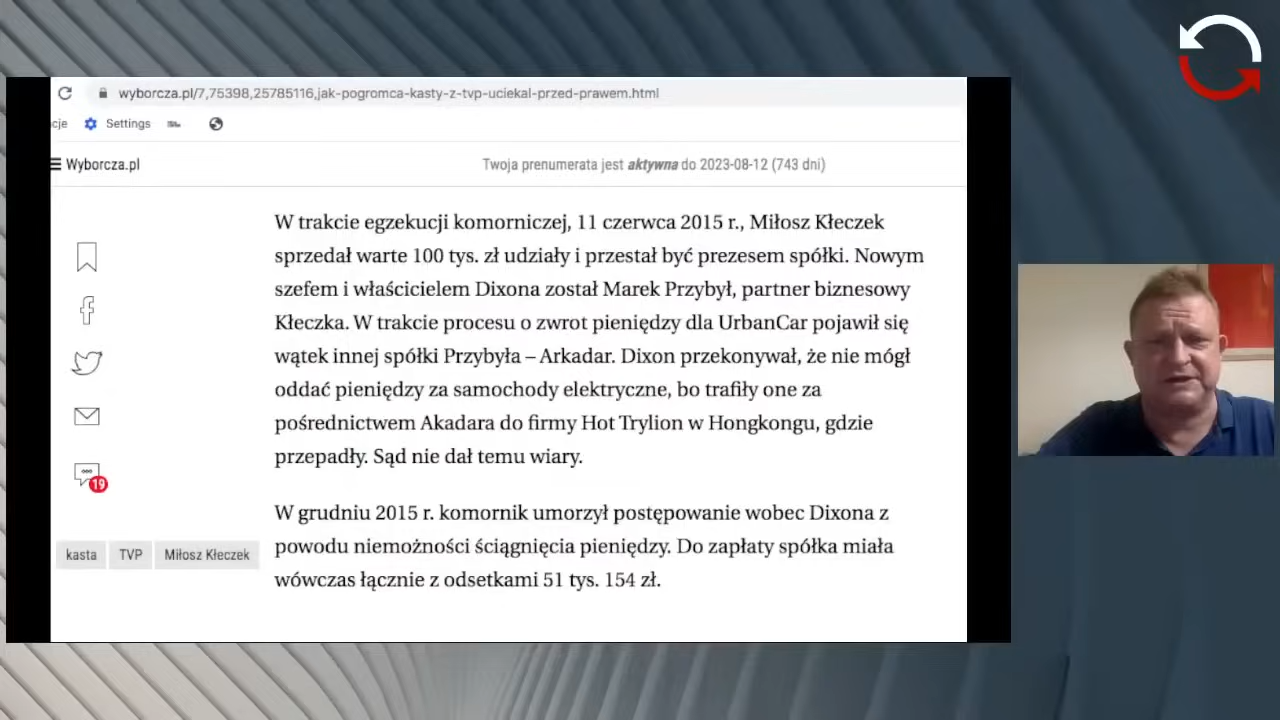 wyborcza.pl/7,75398,25785116,jak-pogromca-kasty-z-tvp-uciekal-przed-prawem.html
cje Settings
Wyborcza.pl
Twoja prenumerata jest aktywna do 2023-08-12 (743 dni)
W trakcie egzekucji komorniczej, 11 czerwca 2015 r., Miłosz Kłeczek
sprzedał warte 100 tys. zł udziały i przestał być prezesem spółki. Nowym
szefem i właścicielem Dixona został Marek Przybył, partner biznesowy
Kłeczka. W trakcie procesu o zwrot pieniędzy dla UrbanCar pojawił się
wątek innej spółki Przybyła – Arkadar. Dixon przekonywał, że nie mógł
oddać pieniędzy za samochody elektryczne, bo trafiły one za
pośrednictwem Akadara do firmy Hot Trylion w Hongkongu, gdzie
przepadły. Sąd nie dał temu wiary.
19
W grudniu 2015 r. komornik umorzył postępowanie wobec Dixona z
powodu niemożności ściągnięcia pieniędzy. Do zapłaty spółka miała
wówczas łącznie z odsetkami 51 tys. 154 zł.
kasta TVP Miłosz Kłeczek